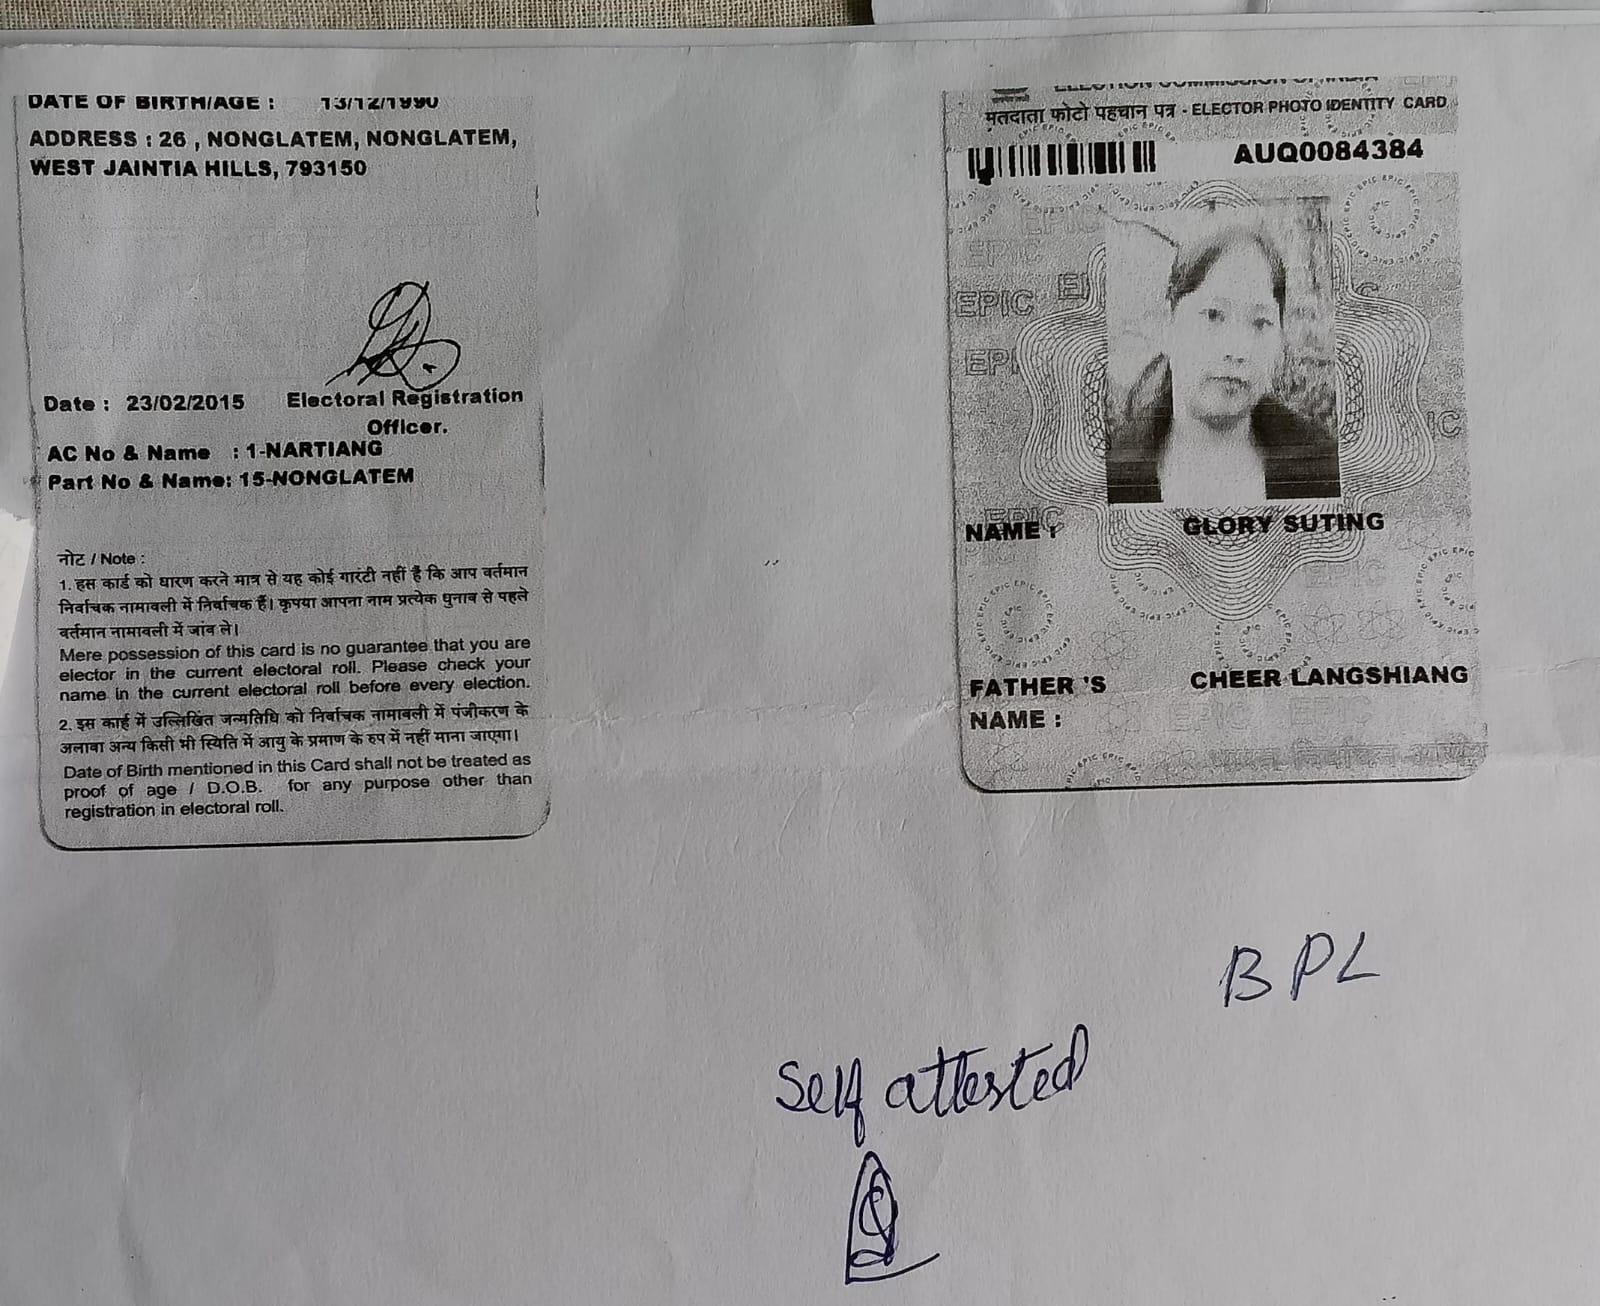 DATE OF BIRTH/AGE : 13/12/1990
ADDRESS : 26 , NONGLATEM, NONGLATEM,
WEST JAINTIA HILLS, 793150
Date : 23/02/2015 Electoral Registration
Officer.
AC No & Name : 1-NARTIANG
Part No & Name: 15-NONGLATEM
नोट / Note :
1. इस कार्ड को धारण करने मात्र से यह कोई गारंटी नहीं है कि आप वर्तमान
निर्वाचक नामावली में निर्वाचक हैं। कृपया आपना नाम प्रत्येक चुनाव से पहले
वर्तमान नामावली में जांच ले।
Mere possession of this card is no guarantee that you are
elector in the current electoral roll. Please check your
name in the current electoral roll before every election.
2. इस कार्ड में उल्लिखित जन्मतिथि को निर्वाचक नामावली में पंजीकरण के
अलावा अन्य किसी भी स्थिति में आयु के प्रमाण के रुप में नहीं माना जाएगा।
Date of Birth mentioned in this Card shall not be treated as
proof of age / D.O.B. for any purpose other than
registration in electoral roll.
ELECTION COMMISSION OF INDIA
मतदाता फोटो पहचान पत्र - ELECTOR PHOTO IDENTITY CARD
AUQ0084384
EPIC
EPIC
NAME : GLORY SUTING
FATHER 'S CHEER LANGSHIANG
NAME :
BPL
Self attested